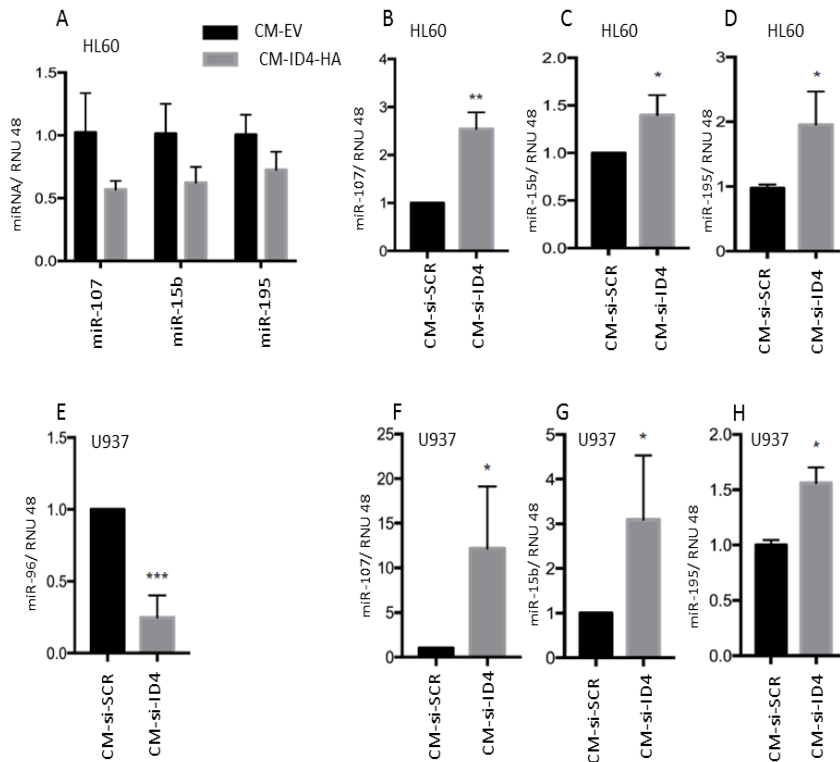 A
HL60
CM-EV
CM-ID4-HA
miRNA/ RNU 48
1.5
1.0
0.5
0.0
miR-107
miR-15b
miR-195
B
HL60
miR-107/ RNU 48
4
3
2
1
0
**
CM-si-SCR
CM-si-ID4
C
HL60
miR-15b/ RNU 48
2.0
1.5
1.0
0.5
0.0
*
CM-si-SCR
CM-si-ID4
D
HL60
miR-195/ RNU 48
3
2
1
0
*
CM-si-SCR
CM-si-ID4
E
U937
miR-96/ RNU 48
1.5
1.0
0.5
0.0
***
CM-si-SCR
CM-si-ID4
F
U937
miR-107/ RNU 48
25
20
15
10
5
0
*
CM-si-SCR
CM-si-ID4
G
U937
miR-15b/ RNU 48
5
4
3
2
1
0
*
CM-si-SCR
CM-si-ID4
H
U937
miR-195/ RNU 48
2.0
1.5
1.0
0.5
0.0
*
CM-si-SCR
CM-si-ID4